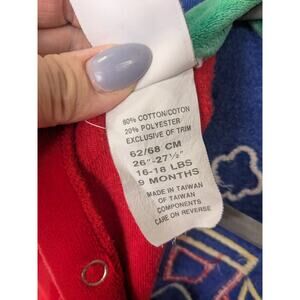 80% COTTON/COTON
20% POLYESTER
EXCLUSIVE OF TRIM
62/68 CM
26"-27½"
16-18 LBS
9 MONTHS
MADE IN TAIWAN
OF TAIWAN
COMPONENTS
CARE ON REVERSE